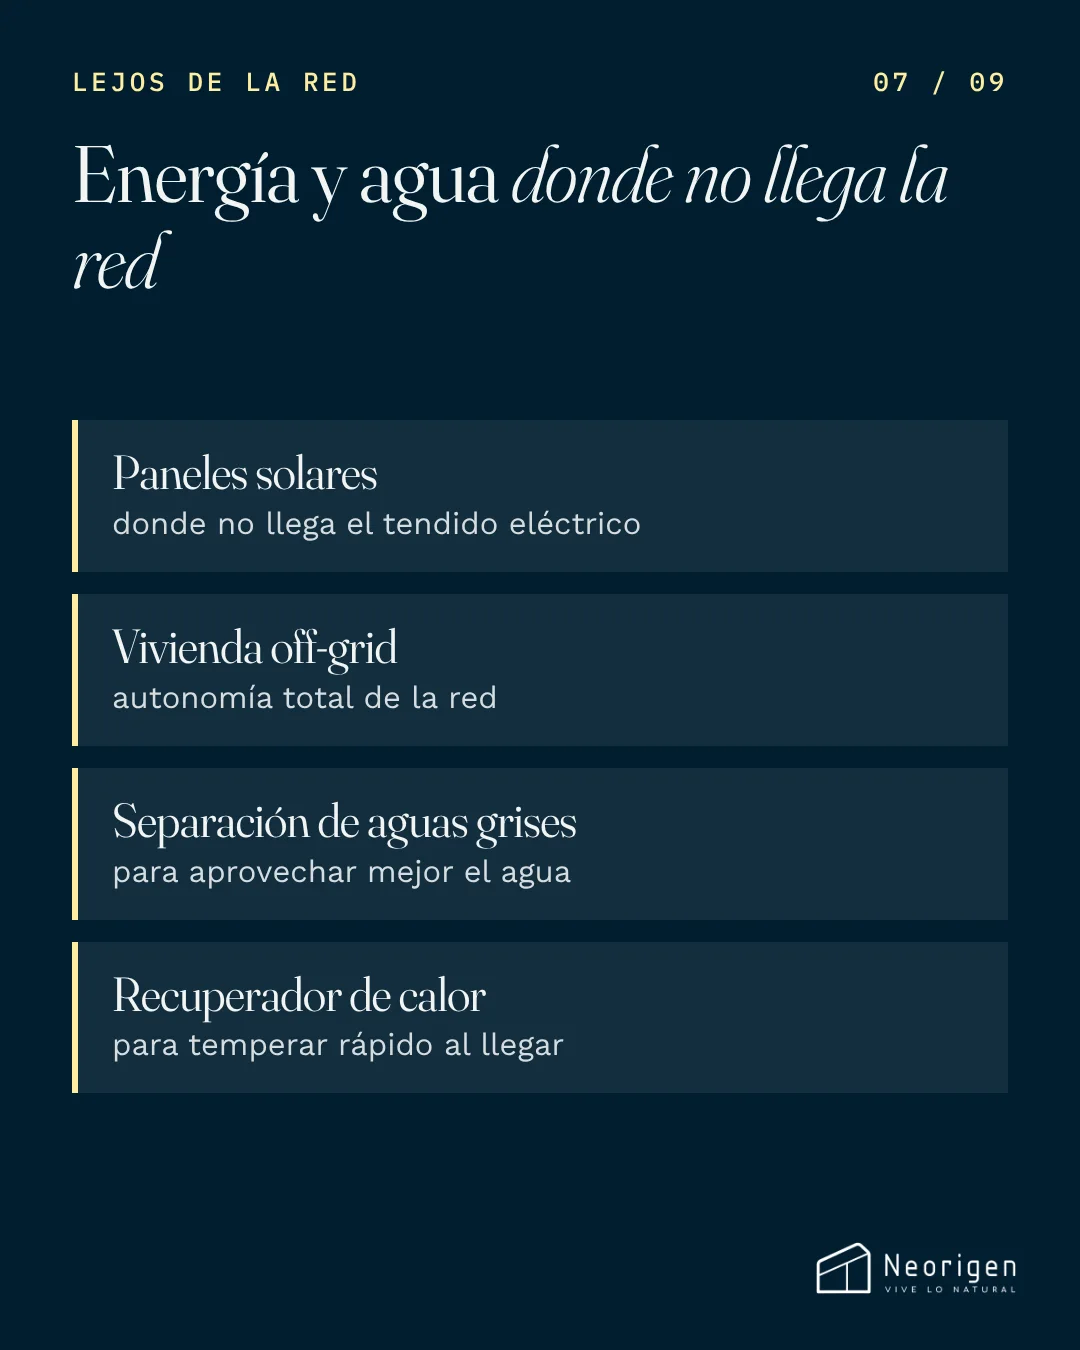 LEJOS DE LA RED
07 / 09
Energía y agua donde no llega la
red
Paneles solares
donde no llega el tendido eléctrico
Vivienda off-grid
autonomía total de la red
Separación de aguas grises
para aprovechar mejor el agua
Recuperador de calor
para temperar rápido al llegar
Neorigen
VIVE LO NATURAL